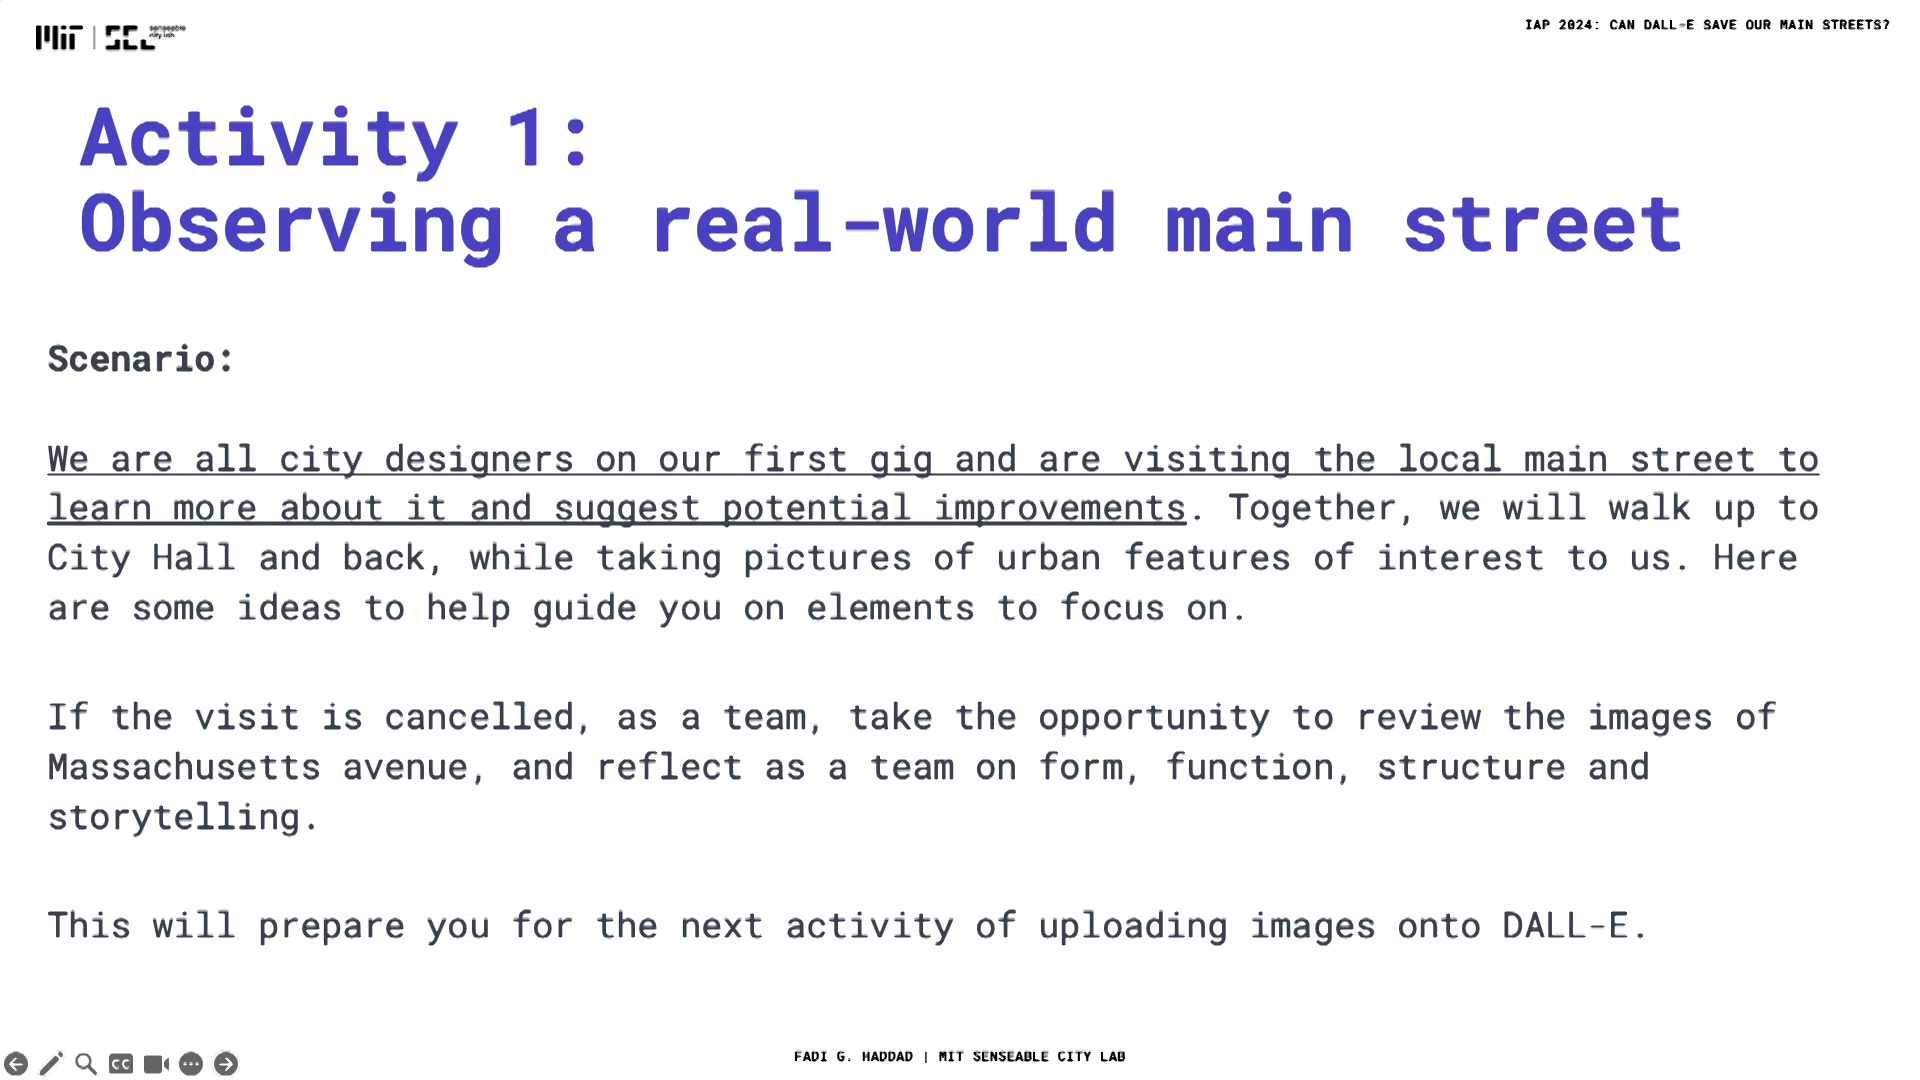 MIT | SCL senseable city lab
IAP 2024: CAN DALL-E SAVE OUR MAIN STREETS?
Activity 1:
Observing a real-world main street
Scenario:
We are all city designers on our first gig and are visiting the local main street to
learn more about it and suggest potential improvements. Together, we will walk up to
City Hall and back, while taking pictures of urban features of interest to us. Here
are some ideas to help guide you on elements to focus on.
If the visit is cancelled, as a team, take the opportunity to review the images of
Massachusetts avenue, and reflect as a team on form, function, structure and
storytelling.
This will prepare you for the next activity of uploading images onto DALL-E.
CC
FADI G. HADDAD | MIT SENSEABLE CITY LAB